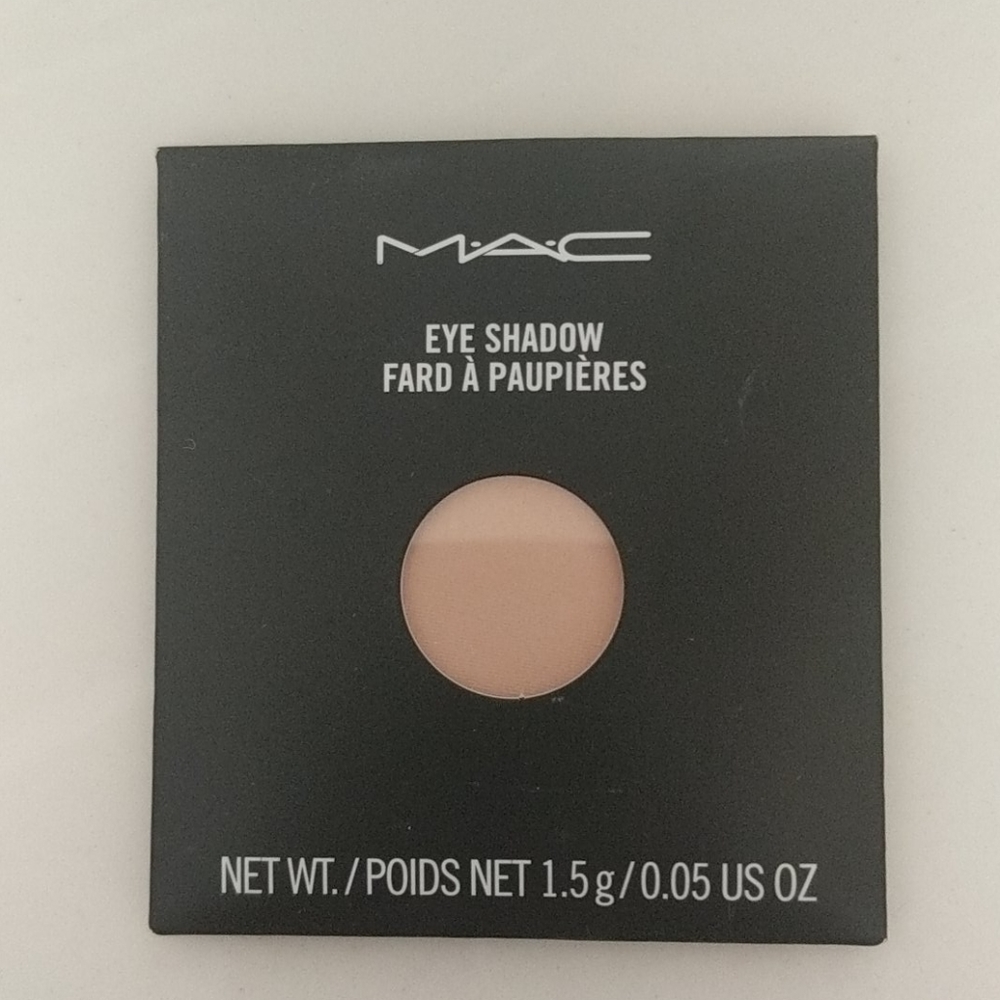 M·A·C
EYE SHADOW
FARD À PAUPIÈRES
NET WT. / POIDS NET 1.5 g / 0.05 US OZ